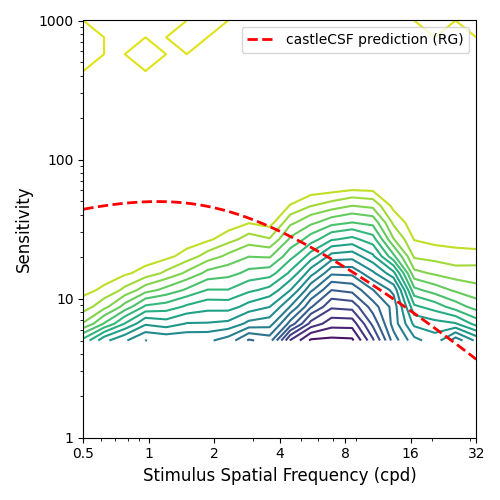 1000
castleCSF prediction (RG)
100
Sensitivity
10
1
0.5 1 2 4 8 16 32
Stimulus Spatial Frequency (cpd)